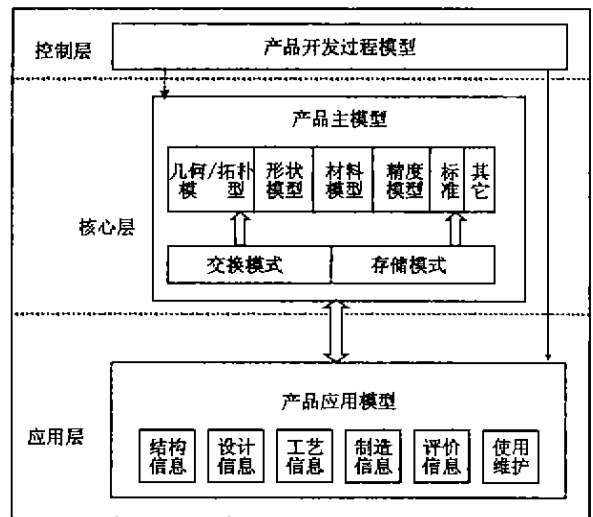 控制层
产品开发过程模型
产品主模型
几何/拓扑 形状 材料 精度 标 其
模 型 模型 模型 模型 准 它
核心层
交换模式 存储模式
产品应用模型
应用层
结构 设计 工艺 制造 评价 使用
信息 信息 信息 信息 信息 维护